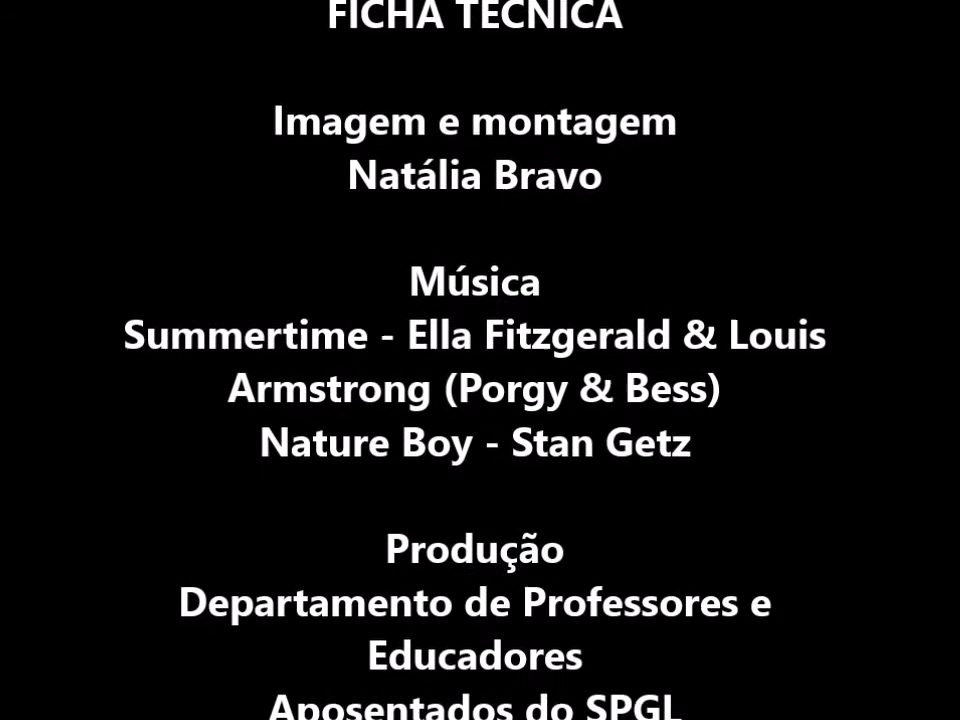 FICHA TÉCNICA
Imagem e montagem
Natália Bravo
Música
Summertime - Ella Fitzgerald & Louis
Armstrong (Porgy & Bess)
Nature Boy - Stan Getz
Produção
Departamento de Professores e
Educadores
Aposentados do SPGL